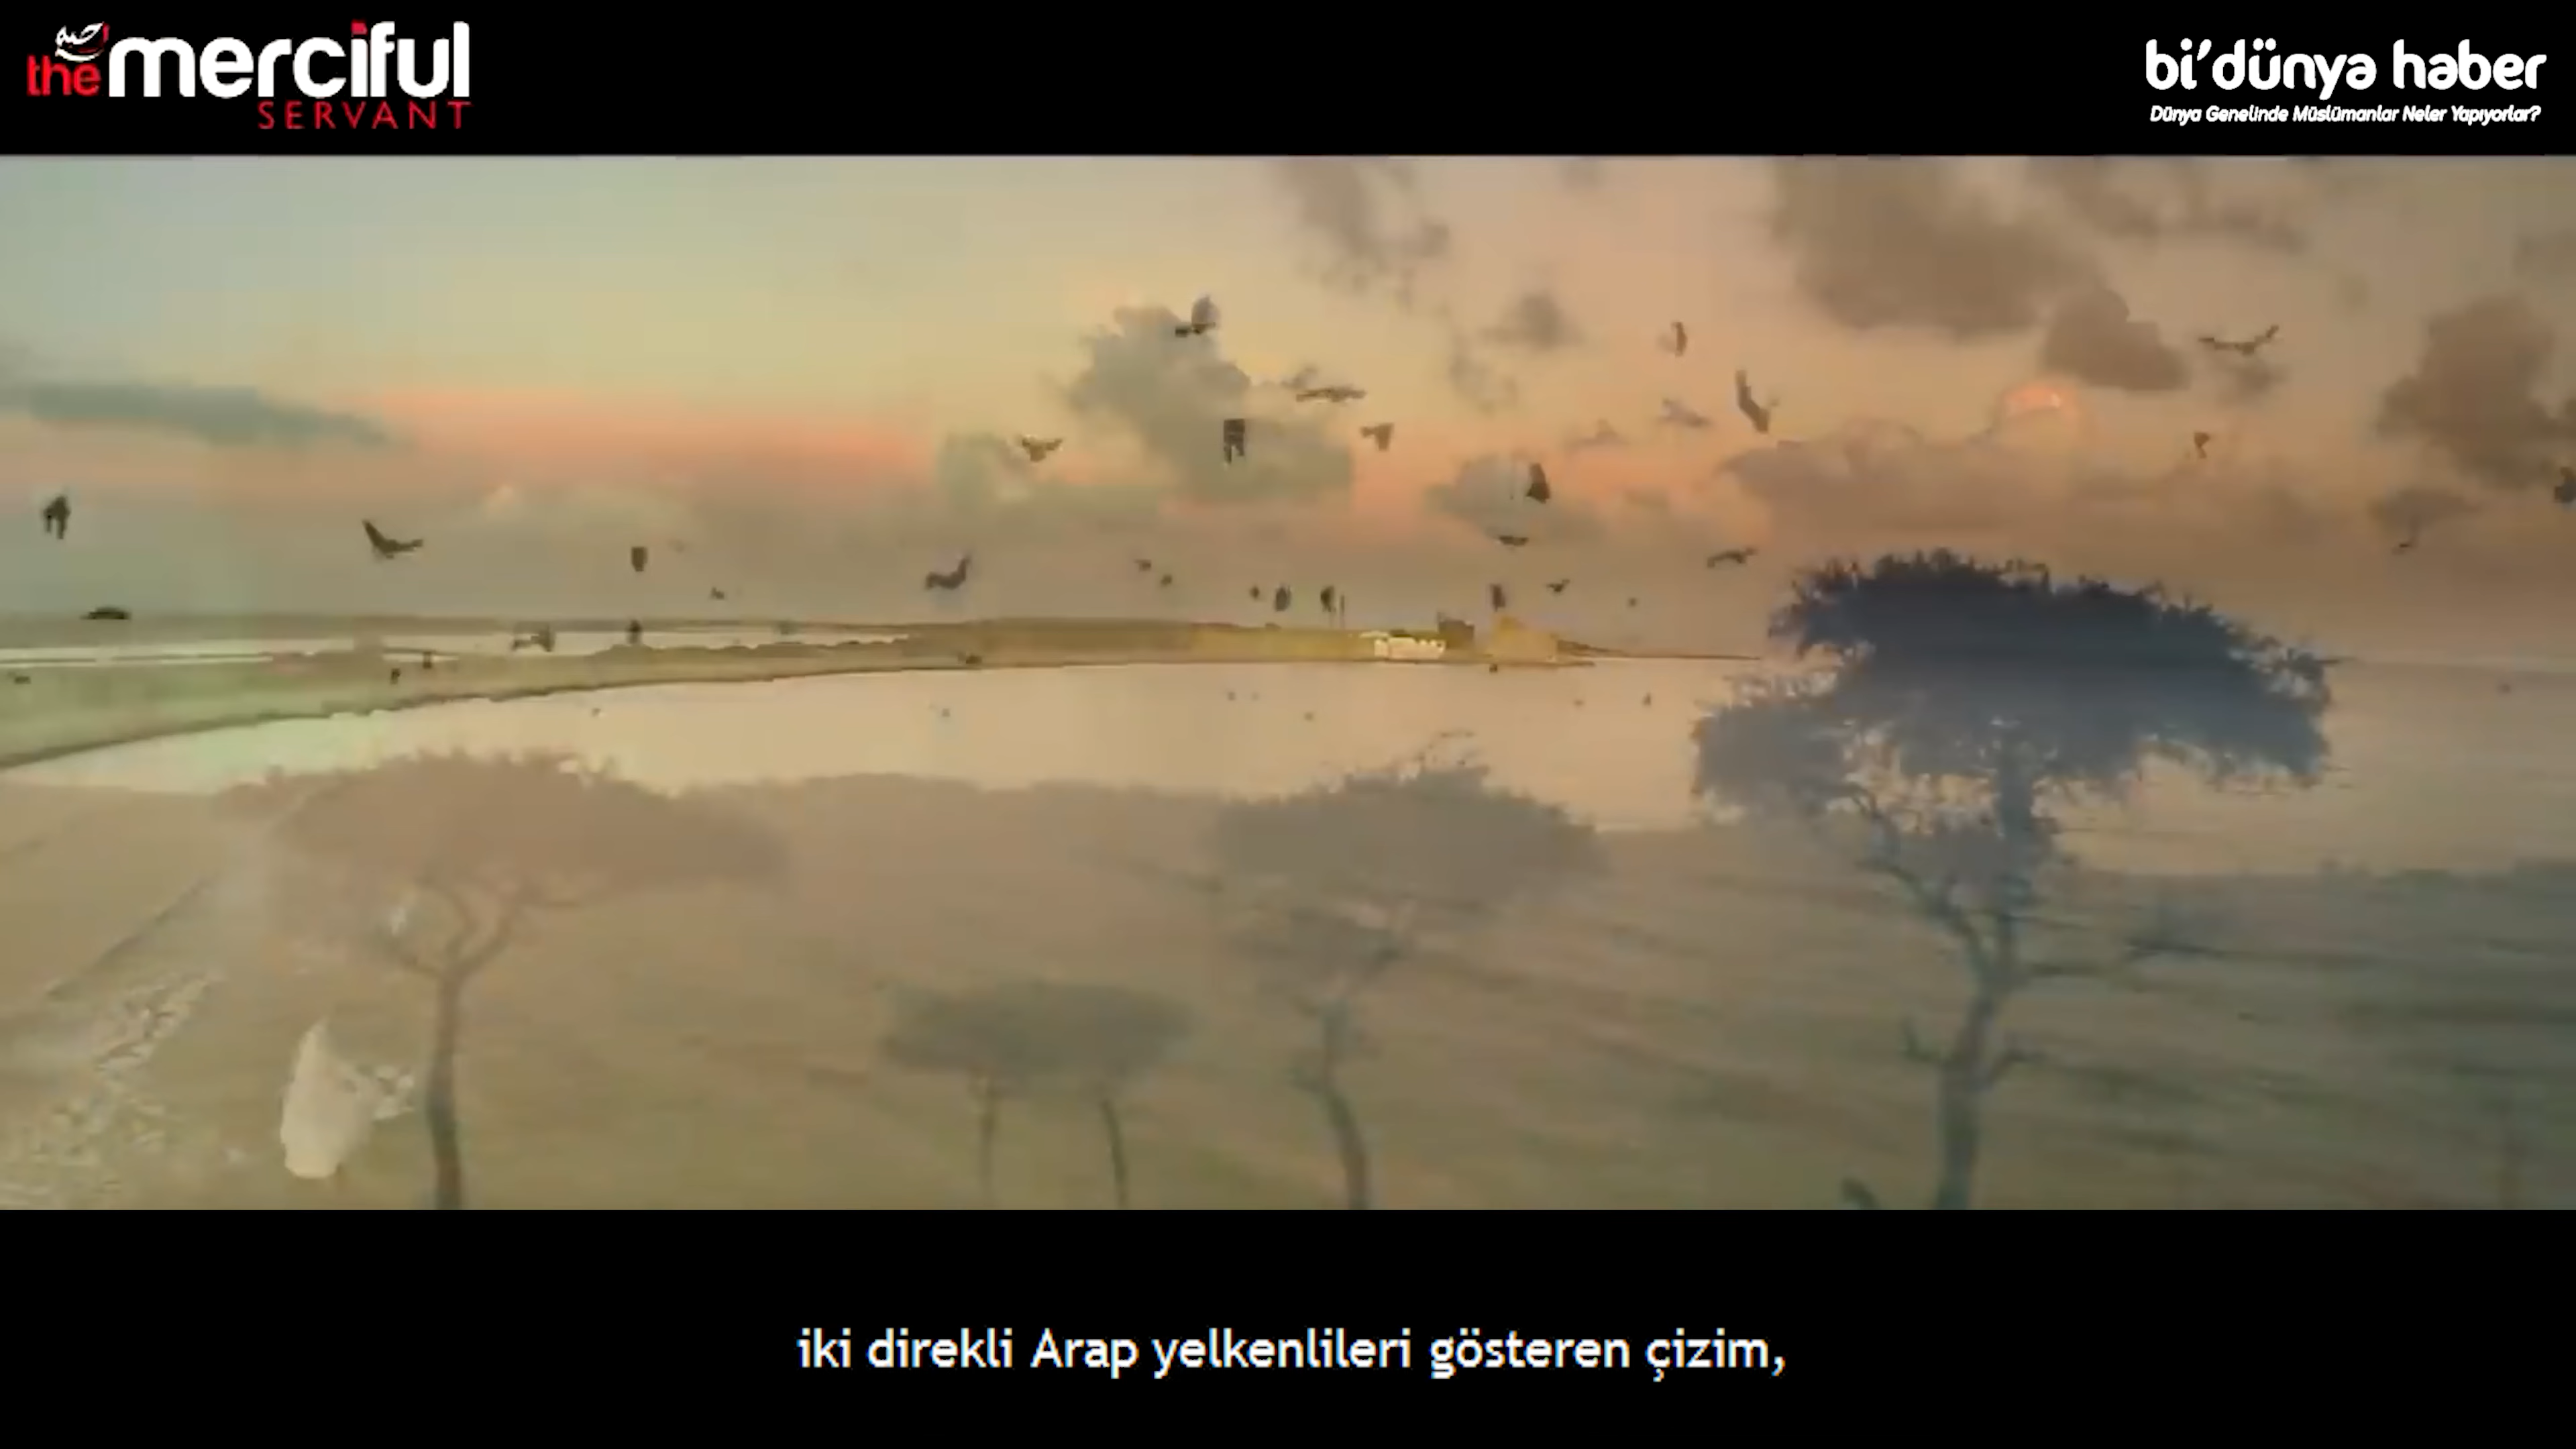 the merciful
SERVANT
bi'dünya haber
Dünya Genelinde Müslümanlar Neler Yapıyorlar?
iki direkli Arap yelkenlileri gösteren çizim,